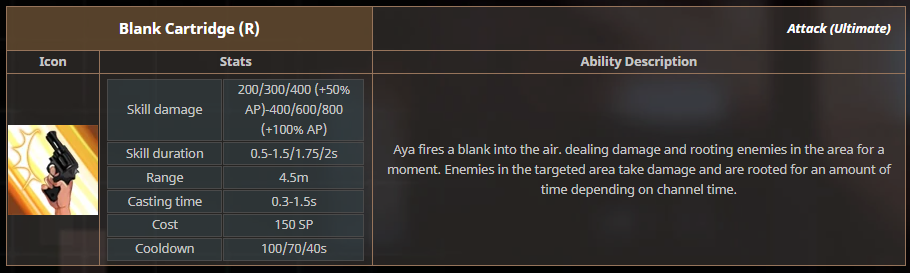 Blank Cartridge (R)
Attack (Ultimate)
Icon
Stats
Ability Description
Skill damage
200/300/400 (+50%
AP)-400/600/800
(+100% AP)
Skill duration
0.5-1.5/1.75/2s
Range
4.5m
Casting time
0.3-1.5s
Cost
150 SP
Cooldown
100/70/40s
Aya fires a blank into the air. dealing damage and rooting enemies in the area for a
moment. Enemies in the targeted area take damage and are rooted for an amount of
time depending on channel time.